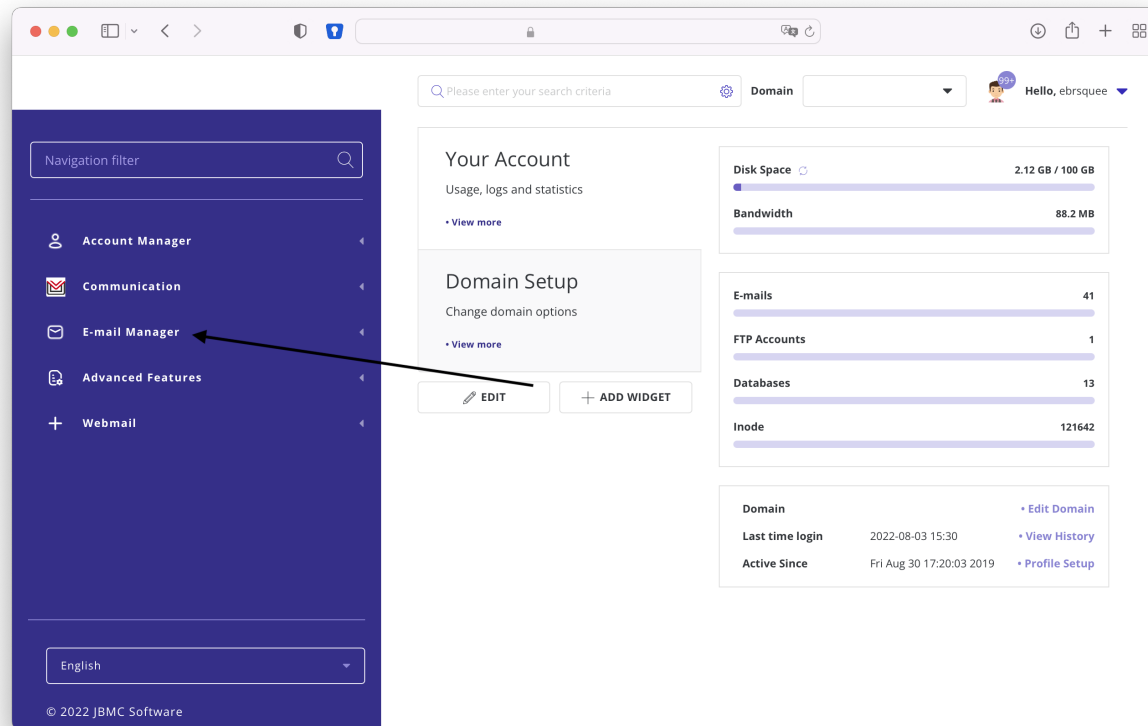 Please enter your search criteria
Domain
99+
Hello, ebrsquee
Navigation filter
Account Manager
Communication
E-mail Manager
Advanced Features
Webmail
English
© 2022 JBMC Software
Your Account
Usage, logs and statistics
• View more
Domain Setup
Change domain options
• View more
EDIT
ADD WIDGET
Disk Space 2.12 GB / 100 GB
Bandwidth 88.2 MB
E-mails 41
FTP Accounts 1
Databases 13
Inode 121642
Domain • Edit Domain
Last time login 2022-08-03 15:30 • View History
Active Since Fri Aug 30 17:20:03 2019 • Profile Setup